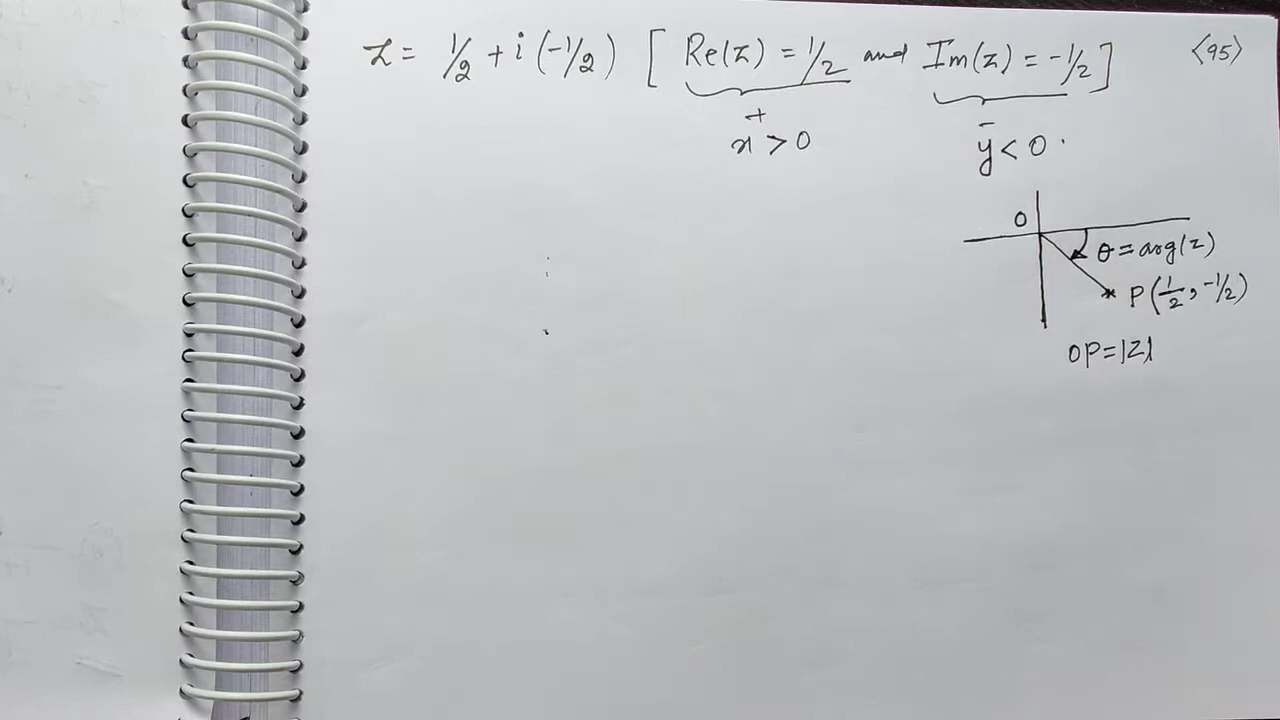 z = 1/2 + i (-1/2) [ Re(z) = 1/2 and Im(z) = -1/2 ] <95>
+ -
x > 0 y < 0
0
θ = arg(z)
P (1/2, -1/2)
OP = |Z|